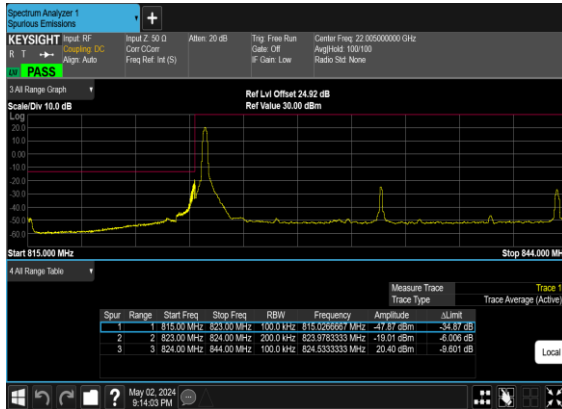 Spectrum Analyzer 1
Spurious Emissions
KEYSIGHT
R T
LXI
PASS
Input: RF
Coupling: DC
Align: Auto
Input Z: 50 Ω
Corr CCorr
Freq Ref: Int (S)
Atten: 20 dB
Trig: Free Run
Gate: Off
IF Gain: Low
Center Freq: 22.005000000 GHz
Avg|Hold: 100/100
Radio Std: None
3 All Range Graph
Scale/Div 10.0 dB
Ref Lvl Offset 24.92 dB
Ref Value 30.00 dBm
Log
20.0
10.0
0.00
-10.0
-20.0
-30.0
-40.0
-50.0
-60.0
Start 815.000 MHz
Stop 844.000 MH
4 All Range Table
Measure Trace Trace 1
Trace Type Trace Average (Active)
Spur Range Start Freq Stop Freq RBW Frequency Amplitude ΔLimit
1 1 815.00 MHz 823.00 MHz 100.0 kHz 815.0266667 MHz -47.87 dBm -34.87 dB
2 2 823.00 MHz 824.00 MHz 200.0 kHz 823.9783333 MHz -19.01 dBm -6.006 dB
3 3 824.00 MHz 844.00 MHz 100.0 kHz 824.5333333 MHz 20.40 dBm -9.601 dB
Local
?
May 02, 2024
9:14:03 PM